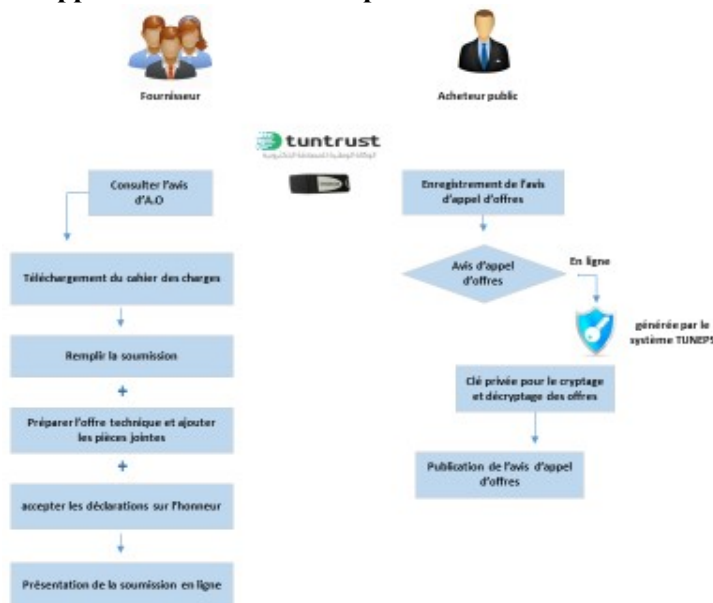 Fournisseur
Acheteur public
tuntrust
Consulter l'avis
d'A.O
Téléchargement du cahier des charges
Remplir la soumission
+
Préparer l'offre technique et ajouter
les pièces jointes
+
accepter les déclarations sur l'honneur
Présentation de la soumission en ligne
Enregistrement de l'avis
d'appel d'offres
Avis d'appel
d'offres
En ligne
générée par le
système TUNEPS
Clé privée pour le cryptage
et décryptage des offres
Publication de l'avis d'appel
d'offres